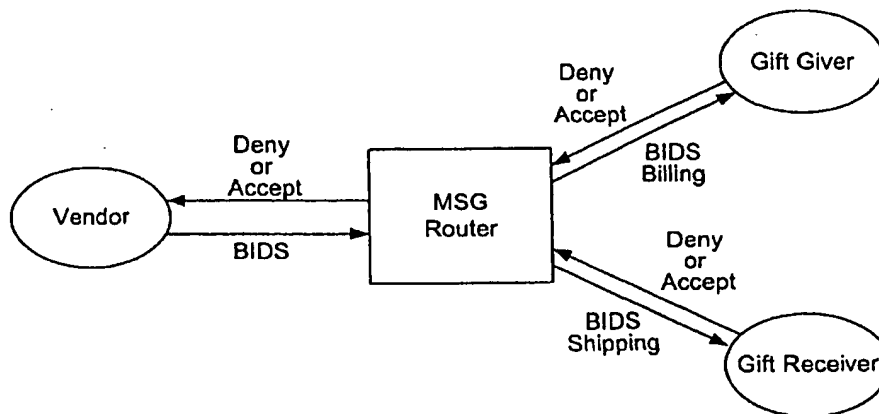 Gift Giver
Deny
or
Accept
BIDS
Billing
Deny
or
Accept
MSG
Router
Vendor
BIDS
Deny
or
Accept
BIDS
Shipping
Gift Receiver